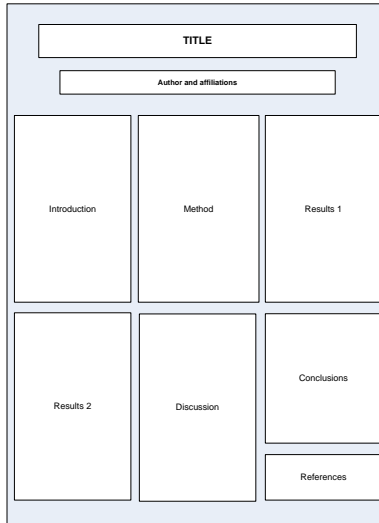 TITLE
Author and affiliations
Introduction
Method
Results 1
Results 2
Discussion
Conclusions
References